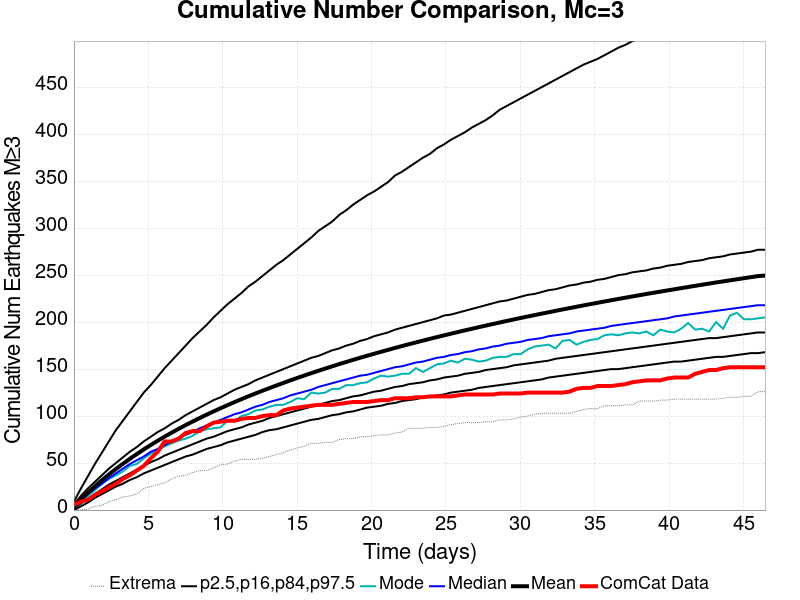 Cumulative Number Comparison, Mc=3
Cumulative Num Earthquakes M≥3
450
400
350
300
250
200
150
100
50
0
0 5 10 15 20 25 30 35 40 45
Time (days)
Extrema p2.5,p16,p84,p97.5 Mode Median Mean ComCat Data